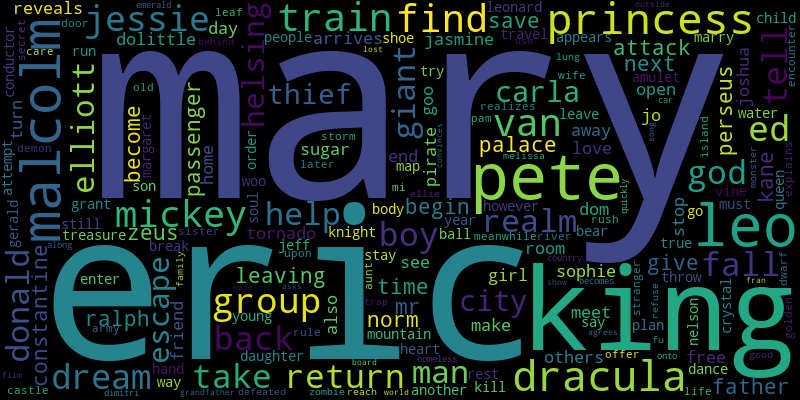 reveals
leaf
jessie
door
dolittle
day
helsing
train
find
people
arrives
shoe
leonard
save
jasmine
travel
princess
appears
marry
emerald
outside
child
secret
behind
use
conductor
care
run
mary
attack
tell
encounter
turn
malcolm
old
thief
giant
try
lost
realizes
carla
lung
wife
next
open
amulet
joshua
elliott
demon
become
margaret
passenger
home
order
sugar
storm
later
goo
pirate
van
pam
leave
away
jo
water
perseus
ed
attempt
son
woo
end
map
palace
love
melissa
island
car
song
kane
explains
grant
soul
mi
ellie
convinces
pete
god
vine
monster
queen
gerald
still
mickey
help
body
begin
year
however
realm
dom
rush
quickly
stop
go
must
leo
treasure
zeus
sister
tornado
boy
knight
ball
meanwhile
river
bear
true
along
break
jeff
upon
stay
see
room
country
fall
donald
constantine
enter
escape
family
leaving
aunt
time
girl
sophie
give
throw
stranger
dwarf
eric
king
ralph
friend
group
also
mr
norm
city
meet
say
show
becomes
refuse
plan
nelson
crystal
fran
golden
army
young
asks
trap
mountain
make
agrees
fu
made
back
rule
heart
others
offer
onto
free
dance
good
film
dream
hand
way
daughter
board
homeless
man
rest
another
kill
dracula
life
father
castle
dimitri
take
grandfather
defeated
return
zombie
reach
world